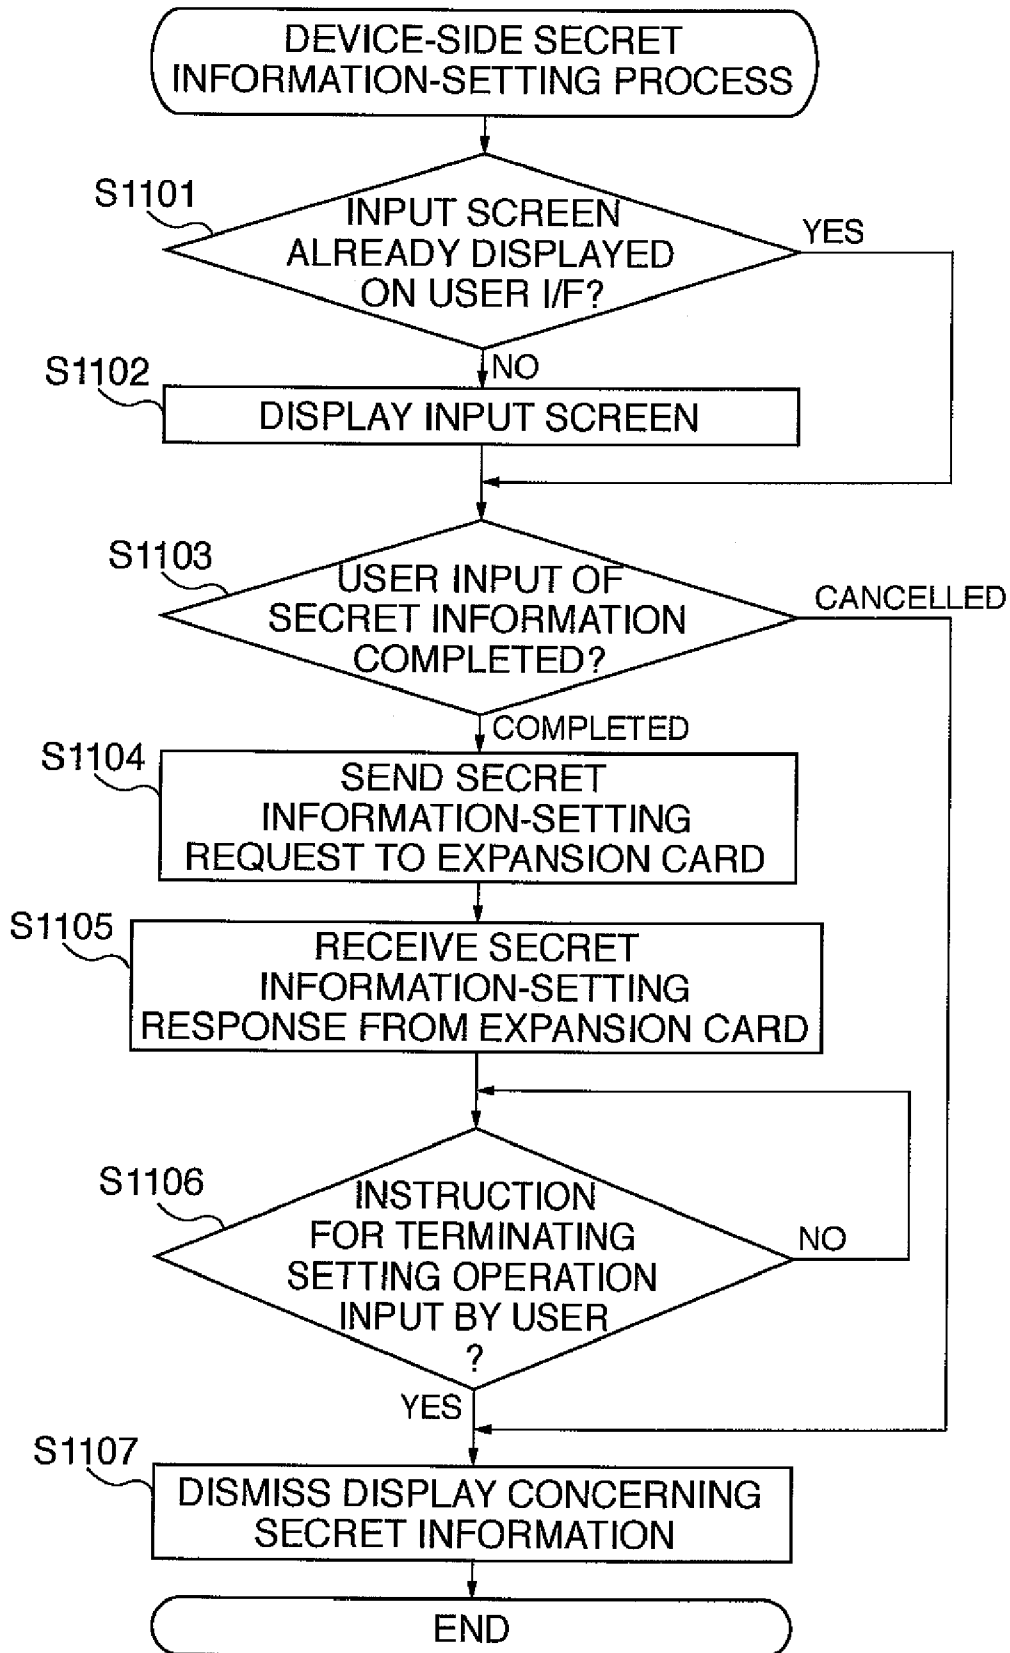 DEVICE-SIDE SECRET
INFORMATION-SETTING PROCESS
S1101
INPUT SCREEN
ALREADY DISPLAYED
ON USER I/F?
YES
NO
S1102
DISPLAY INPUT SCREEN
S1103
USER INPUT OF
SECRET INFORMATION
COMPLETED?
CANCELLED
COMPLETED
S1104
SEND SECRET
INFORMATION-SETTING
REQUEST TO EXPANSION CARD
S1105
RECEIVE SECRET
INFORMATION-SETTING
RESPONSE FROM EXPANSION CARD
S1106
INSTRUCTION
FOR TERMINATING
SETTING OPERATION
INPUT BY USER
?
NO
YES
S1107
DISMISS DISPLAY CONCERNING
SECRET INFORMATION
END